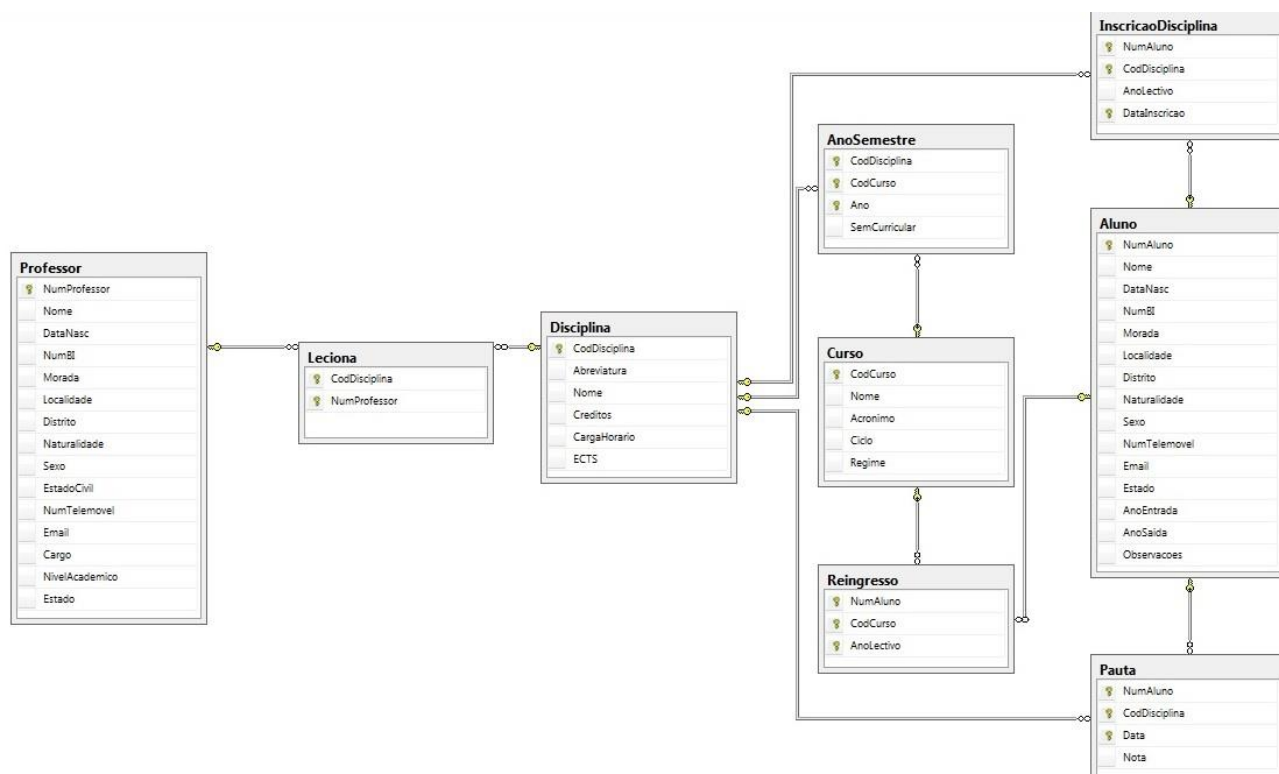 Professor
NumProfessor
Nome
DataNasc
NumBI
Morada
Localidade
Distrito
Naturalidade
Sexo
EstadoCivil
NumTelemovel
Email
Cargo
NivelAcademico
Estado
Leciona
CodDisciplina
NumProfessor
Disciplina
CodDisciplina
Abreviatura
Nome
Creditos
CargaHorario
ECTS
AnoSemestre
CodDisciplina
CodCurso
Ano
SemCurricular
Curso
CodCurso
Nome
Acronimo
Ciclo
Regime
Reingresso
NumAluno
CodCurso
AnoLectivo
InscricaoDisciplina
NumAluno
CodDisciplina
AnoLectivo
DataInscricao
Aluno
NumAluno
Nome
DataNasc
NumBI
Morada
Localidade
Distrito
Naturalidade
Sexo
NumTelemovel
Email
Estado
AnoEntrada
AnoSaida
Observacoes
Pauta
NumAluno
CodDisciplina
Data
Nota